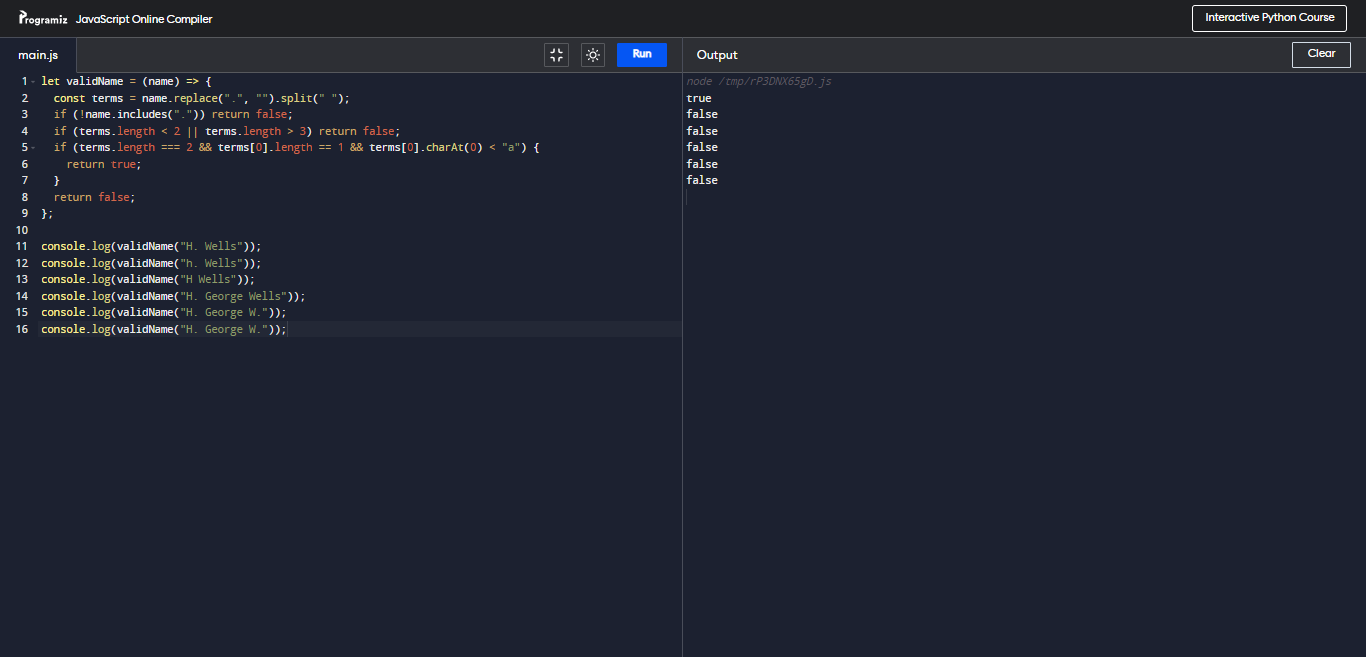 Programiz JavaScript Online Compiler
Interactive Python Course
main.js
Run
Output
Clear
1 let validName = (name) => {
2   const terms = name.replace(".", "").split(" ");
3   if (!name.includes(".")) return false;
4   if (terms.length < 2 || terms.length > 3) return false;
5   if (terms.length === 2 && terms[0].length == 1 && terms[0].charAt(0) < "a") {
6     return true;
7   }
8   return false;
9 };
10
11 console.log(validName("H. Wells"));
12 console.log(validName("h. Wells"));
13 console.log(validName("H Wells"));
14 console.log(validName("H. George Wells"));
15 console.log(validName("H. George W."));
16 console.log(validName("H. George W."));
node /tmp/rP3DNX65gD.js
true
false
false
false
false
false